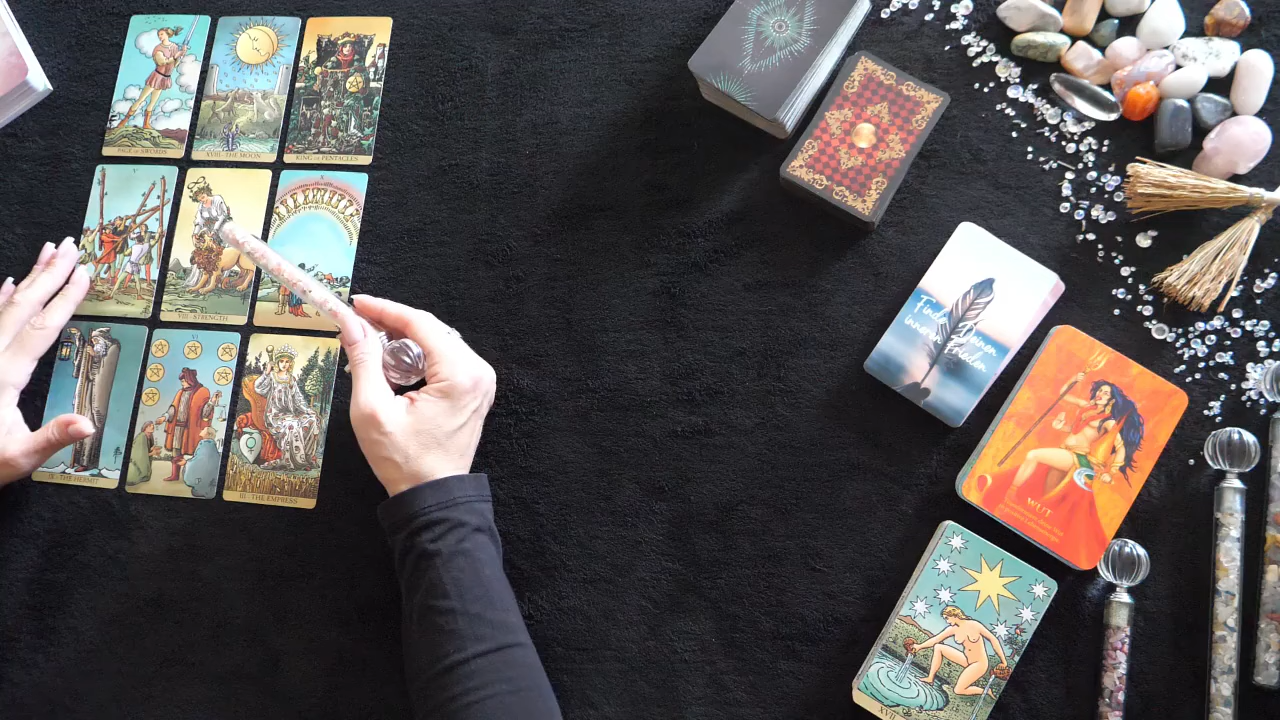 PAGE OF SWORDS
XVIII · THE MOON
KING OF PENTACLES
V
X
VIII · STRENGTH
IX · THE HERMIT
VI
III · THE EMPRESS
Finde Deinen
inneren Frieden
WUT